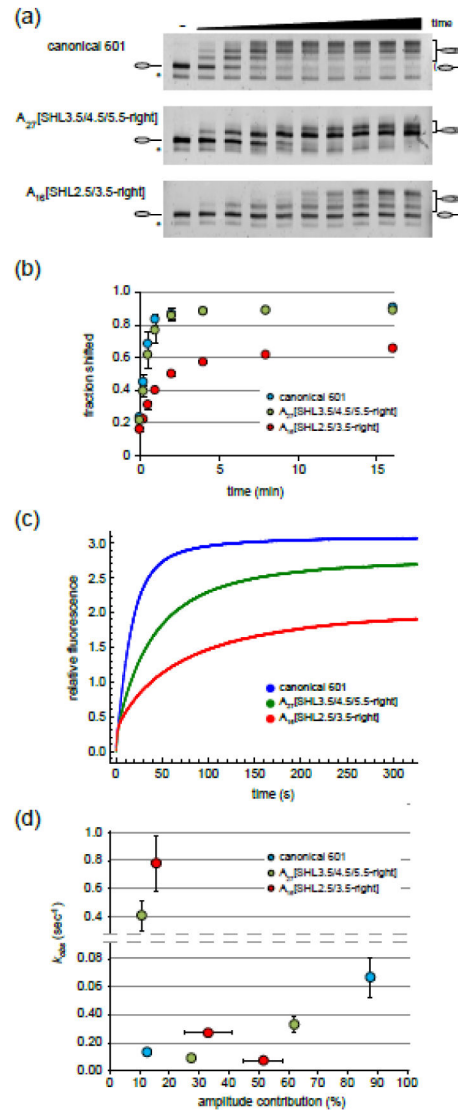 (a)
– time
canonical 601
*
A27[SHL3.5/4.5/5.5-right]
*
A16[SHL2.5/3.5-right]
*
(b)
1.0
0.8
0.6
0.4
0.2
0
fraction shifted
canonical 601
A27[SHL3.5/4.5/5.5-right]
A16[SHL2.5/3.5-right]
0 5 10 15
time (min)
(c)
3.0
2.5
2.0
1.5
1.0
0.5
0.0
relative fluorescence
canonical 601
A27[SHL3.5/4.5/5.5-right]
A16[SHL2.5/3.5-right]
0 50 100 150 200 250 300
time (s)
(d)
1.0
0.8
0.6
0.4
0.08
0.06
0.40
0.20
0.00
kobs (sec-1)
canonical 601
A27[SHL3.5/4.5/5.5-right]
A16[SHL2.5/3.5-right]
0 10 20 30 40 50 60 70 80 90 100
amplitude contribution (%)